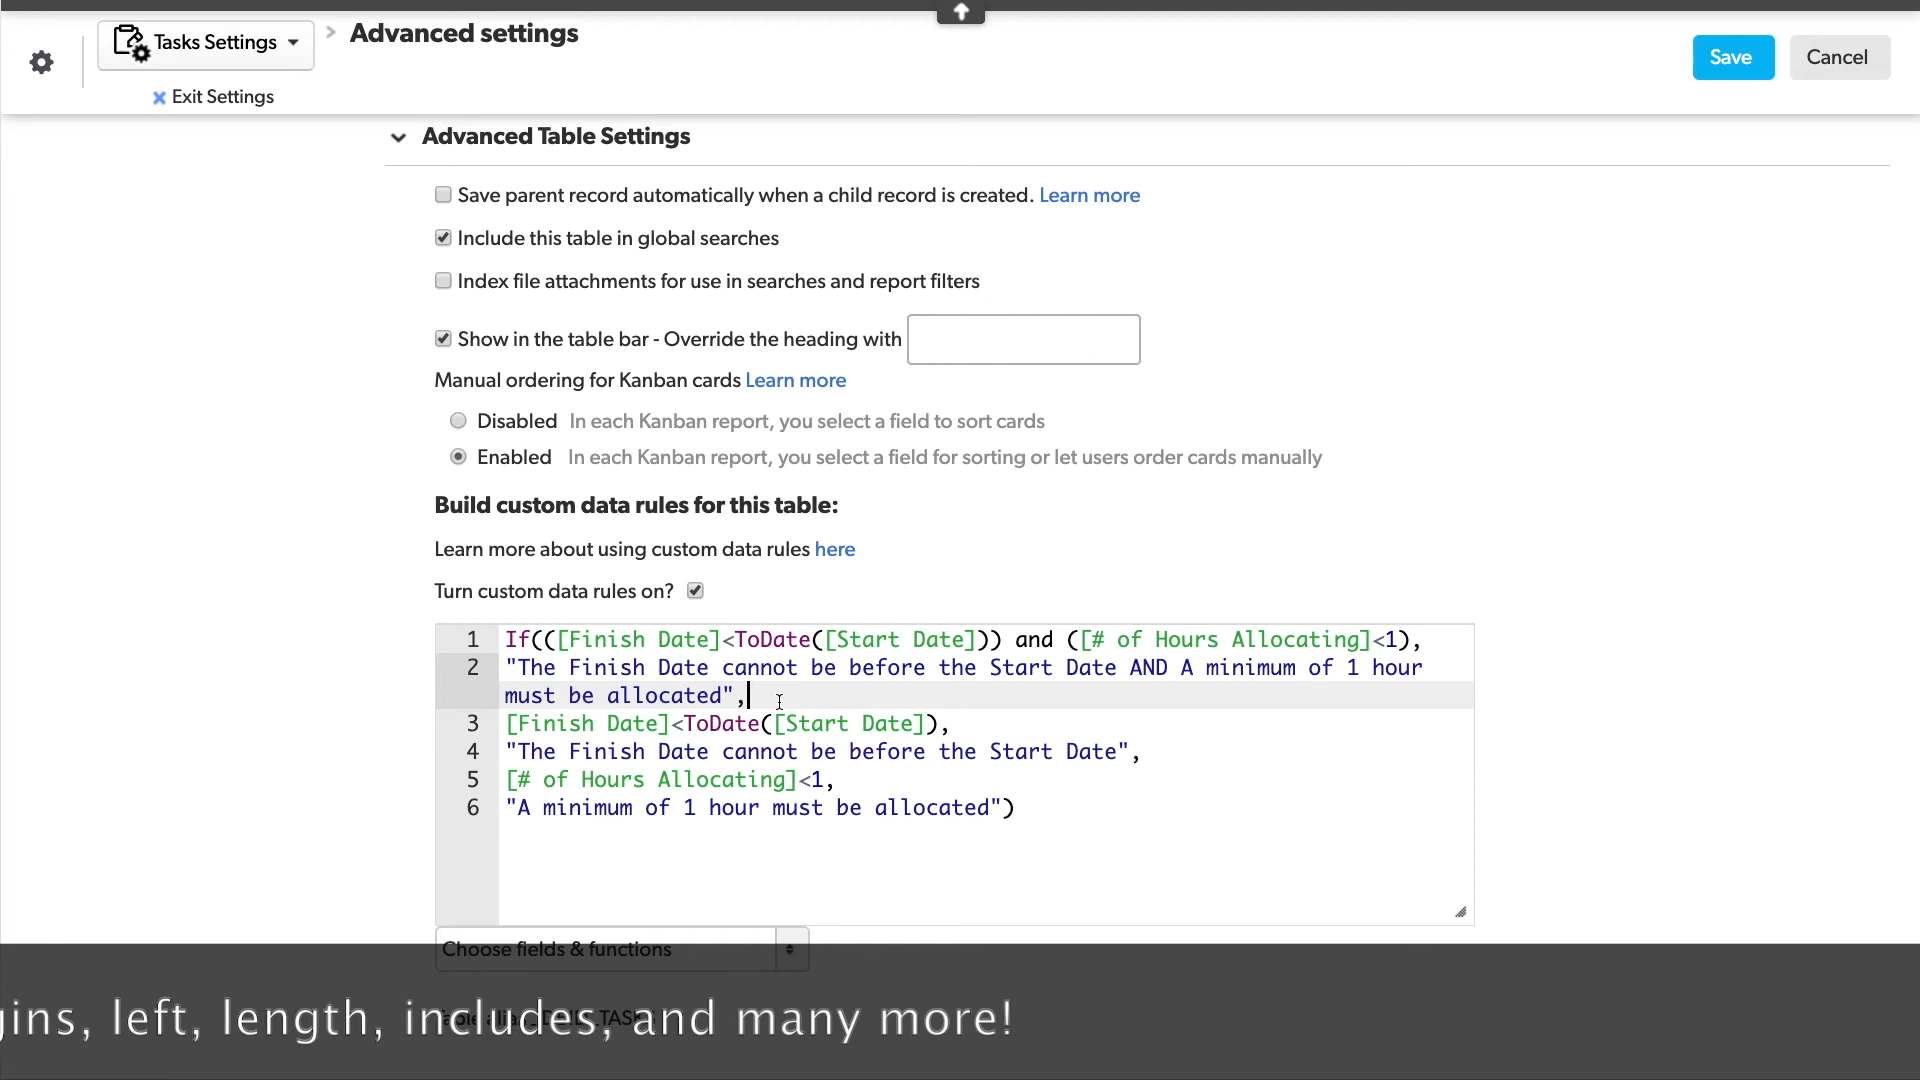 Tasks Settings > Advanced settings
Save Cancel
Exit Settings
Advanced Table Settings
Save parent record automatically when a child record is created. Learn more
Include this table in global searches
Index file attachments for use in searches and report filters
Show in the table bar - Override the heading with
Manual ordering for Kanban cards Learn more
Disabled In each Kanban report, you select a field to sort cards
Enabled In each Kanban report, you select a field for sorting or let users order cards manually
Build custom data rules for this table:
Learn more about using custom data rules here
Turn custom data rules on?
1 If(([Finish Date]<ToDate([Start Date])) and ([# of Hours Allocating]<1),
2 "The Finish Date cannot be before the Start Date AND A minimum of 1 hour
must be allocated",
3 [Finish Date]<ToDate([Start Date]),
4 "The Finish Date cannot be before the Start Date",
5 [# of Hours Allocating]<1,
6 "A minimum of 1 hour must be allocated")
Choose fields & functions
left, length, includes, and many more!